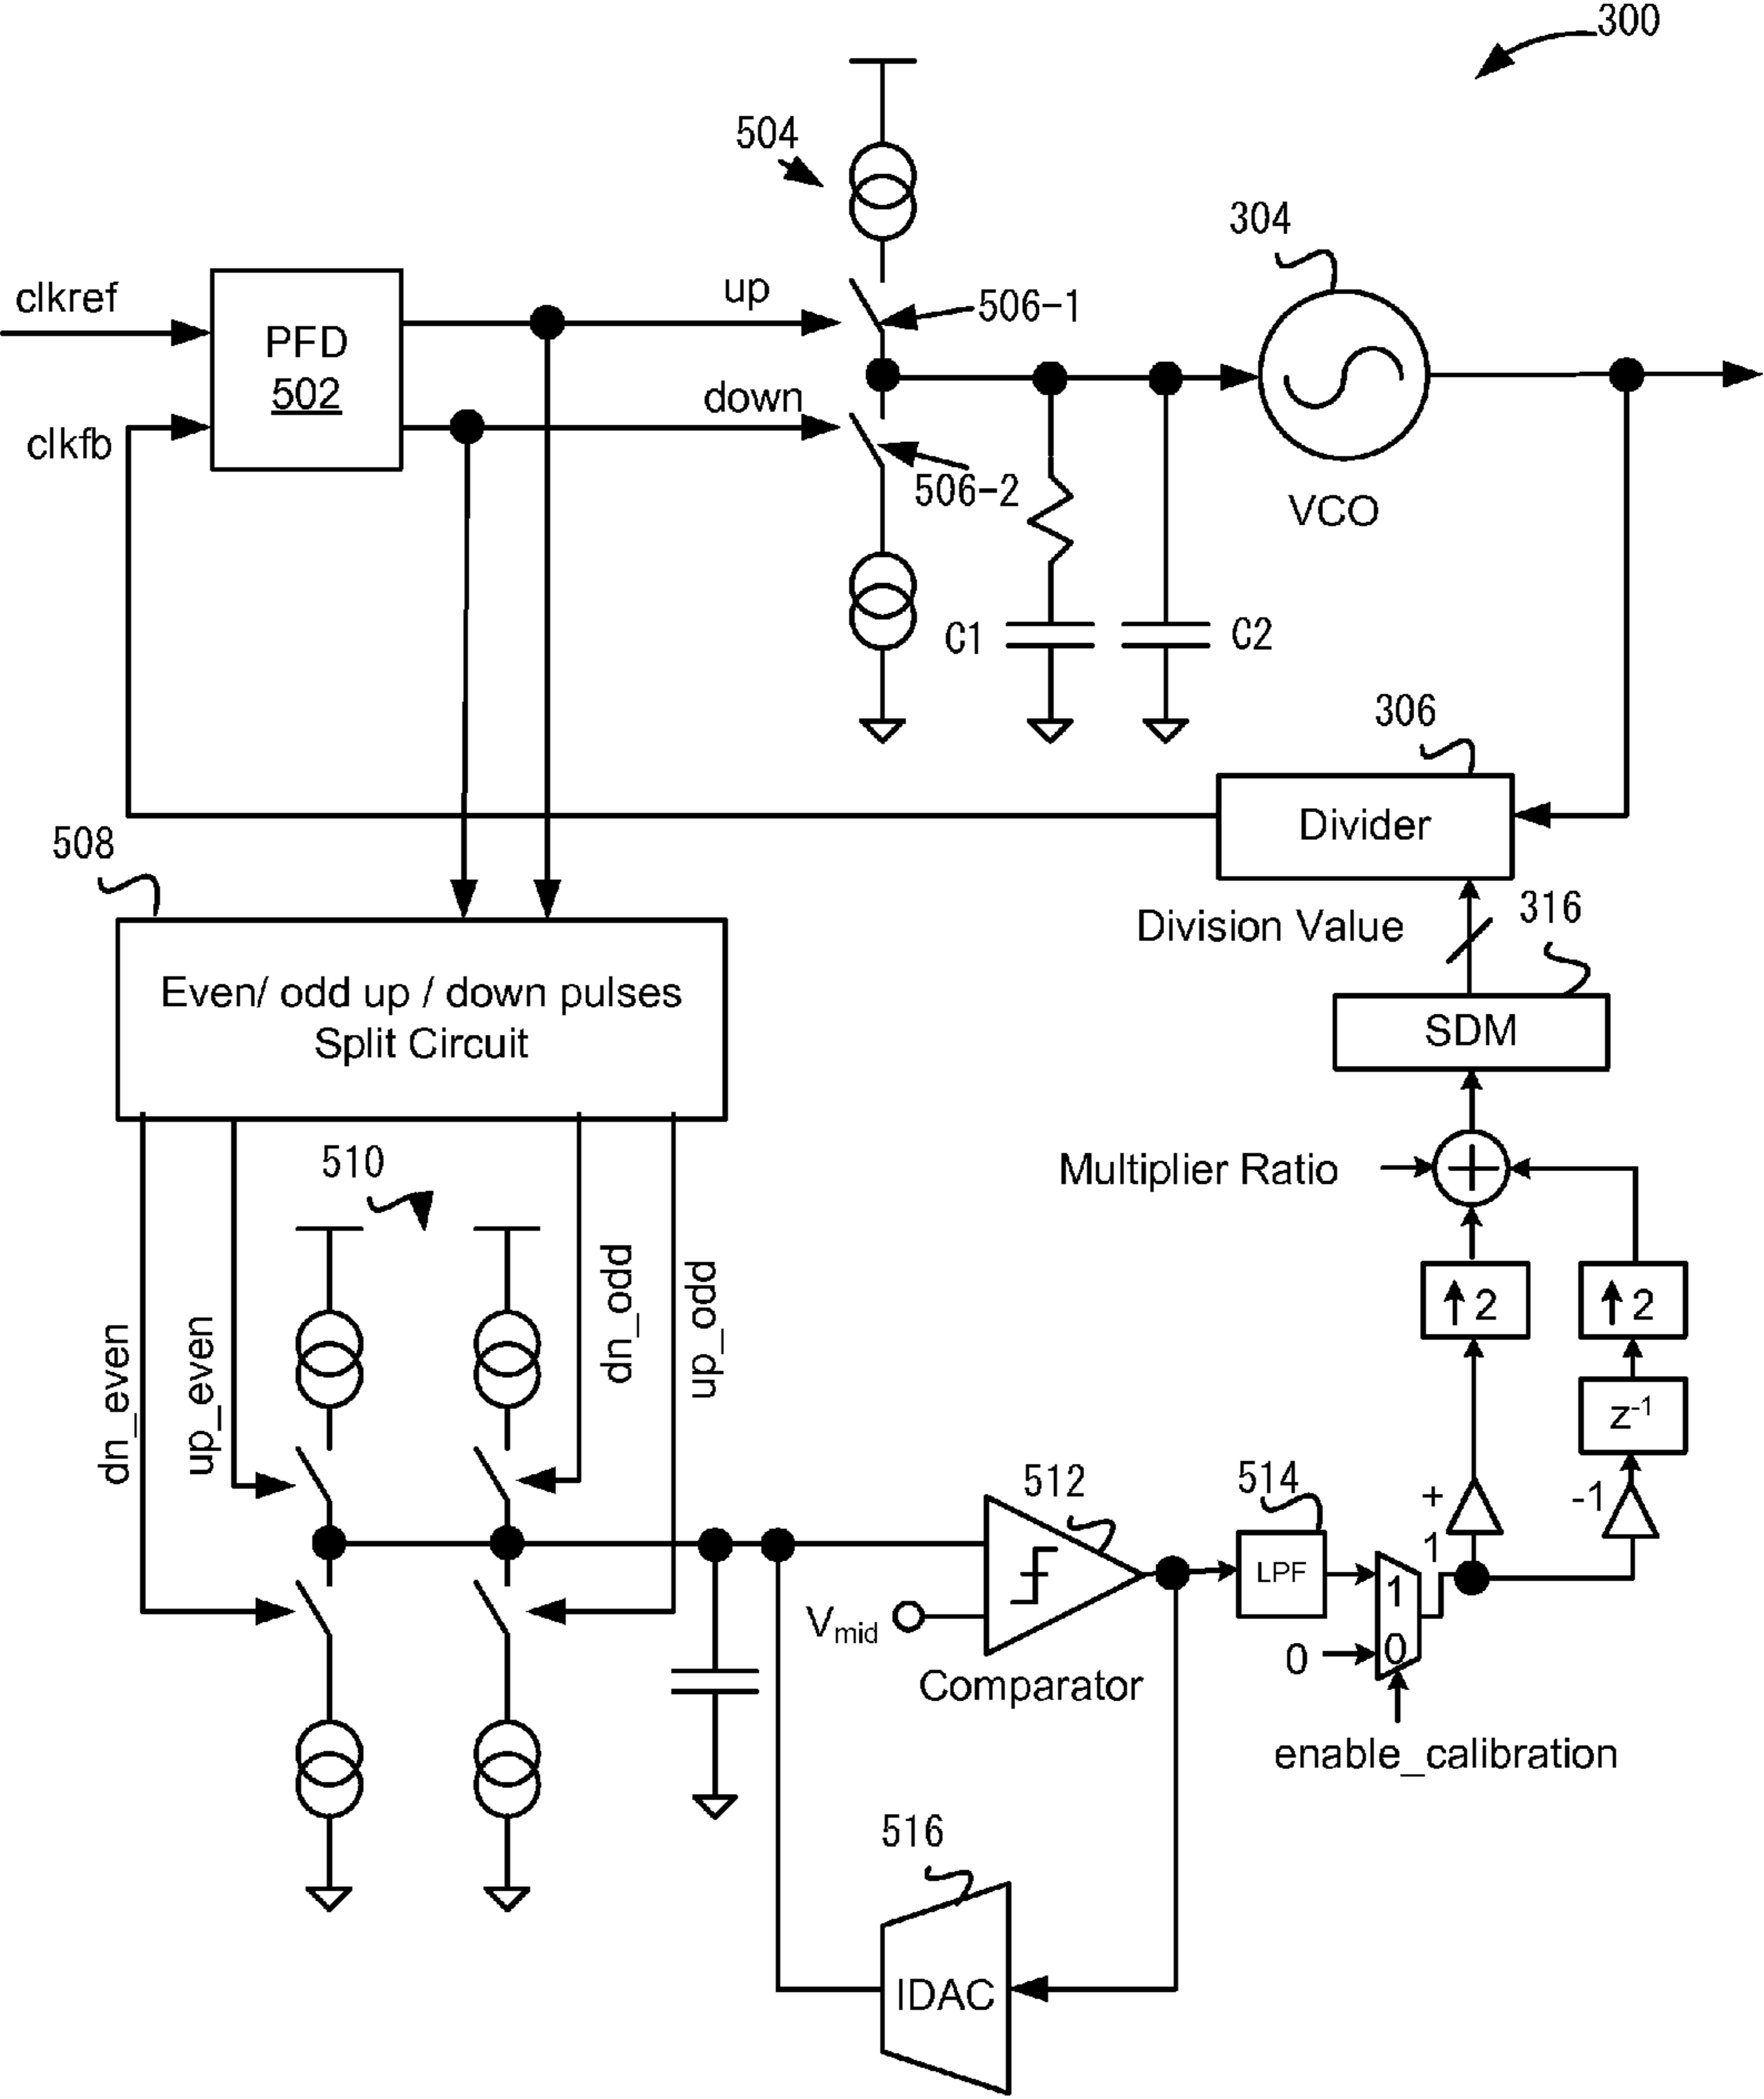 300
504
304
clkref
up
506-1
PFD
502
down
clkfb
506-2
VCO
C1
C2
306
508
Divider
316
Division Value
Even/ odd up / down pulses
Split Circuit
SDM
510
Multiplier Ratio
dn_even
up_even
dn_odd
up_odd
↑2
↑2
z-1
512
514
+
1
-1
LPF
1
Vmid
0
0
Comparator
enable_calibration
516
IDAC